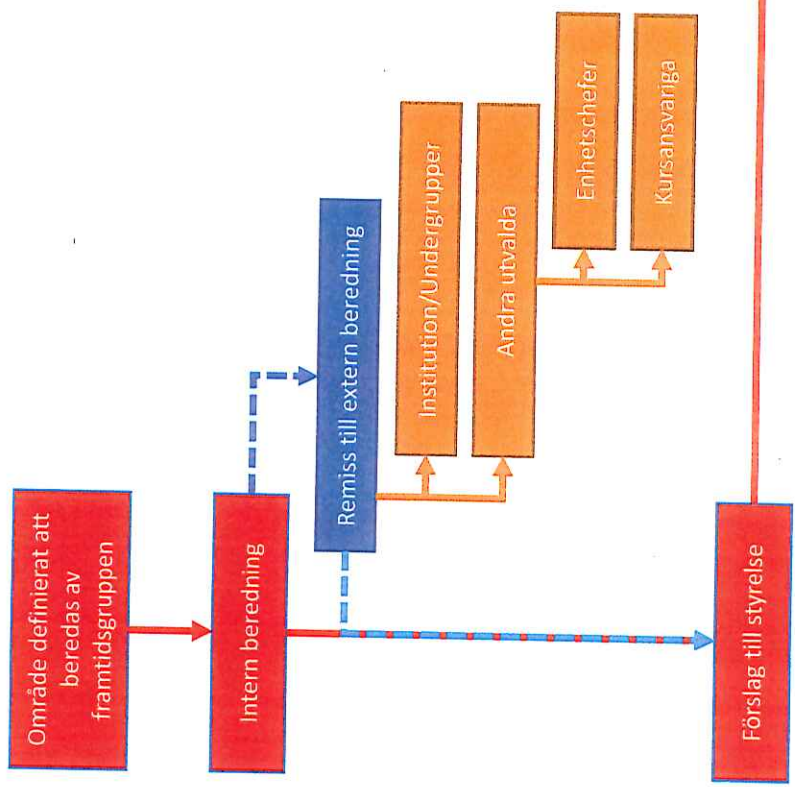 Område definierat att
beredas av
framtidsgruppen
Intern beredning
Remiss till extern beredning
Institution/Undergrupper
Andra utvalda
Enhetschefer
Kursansvariga
Förslag till styrelse